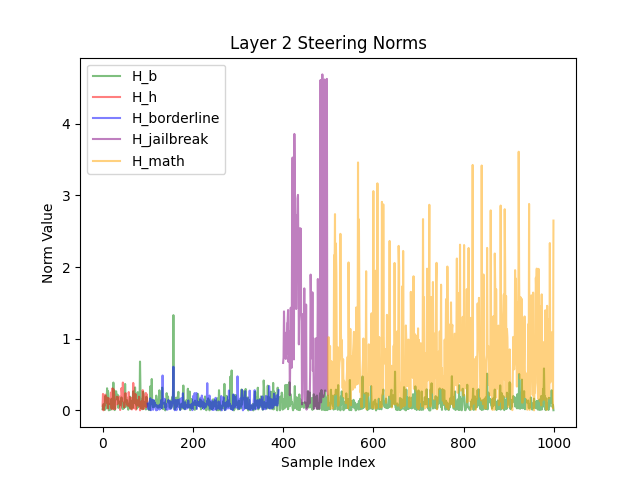 Layer 2 Steering Norms
H_b
H_h
H_borderline
H_jailbreak
H_math
Norm Value
4
3
2
1
0
0 200 400 600 800 1000
Sample Index